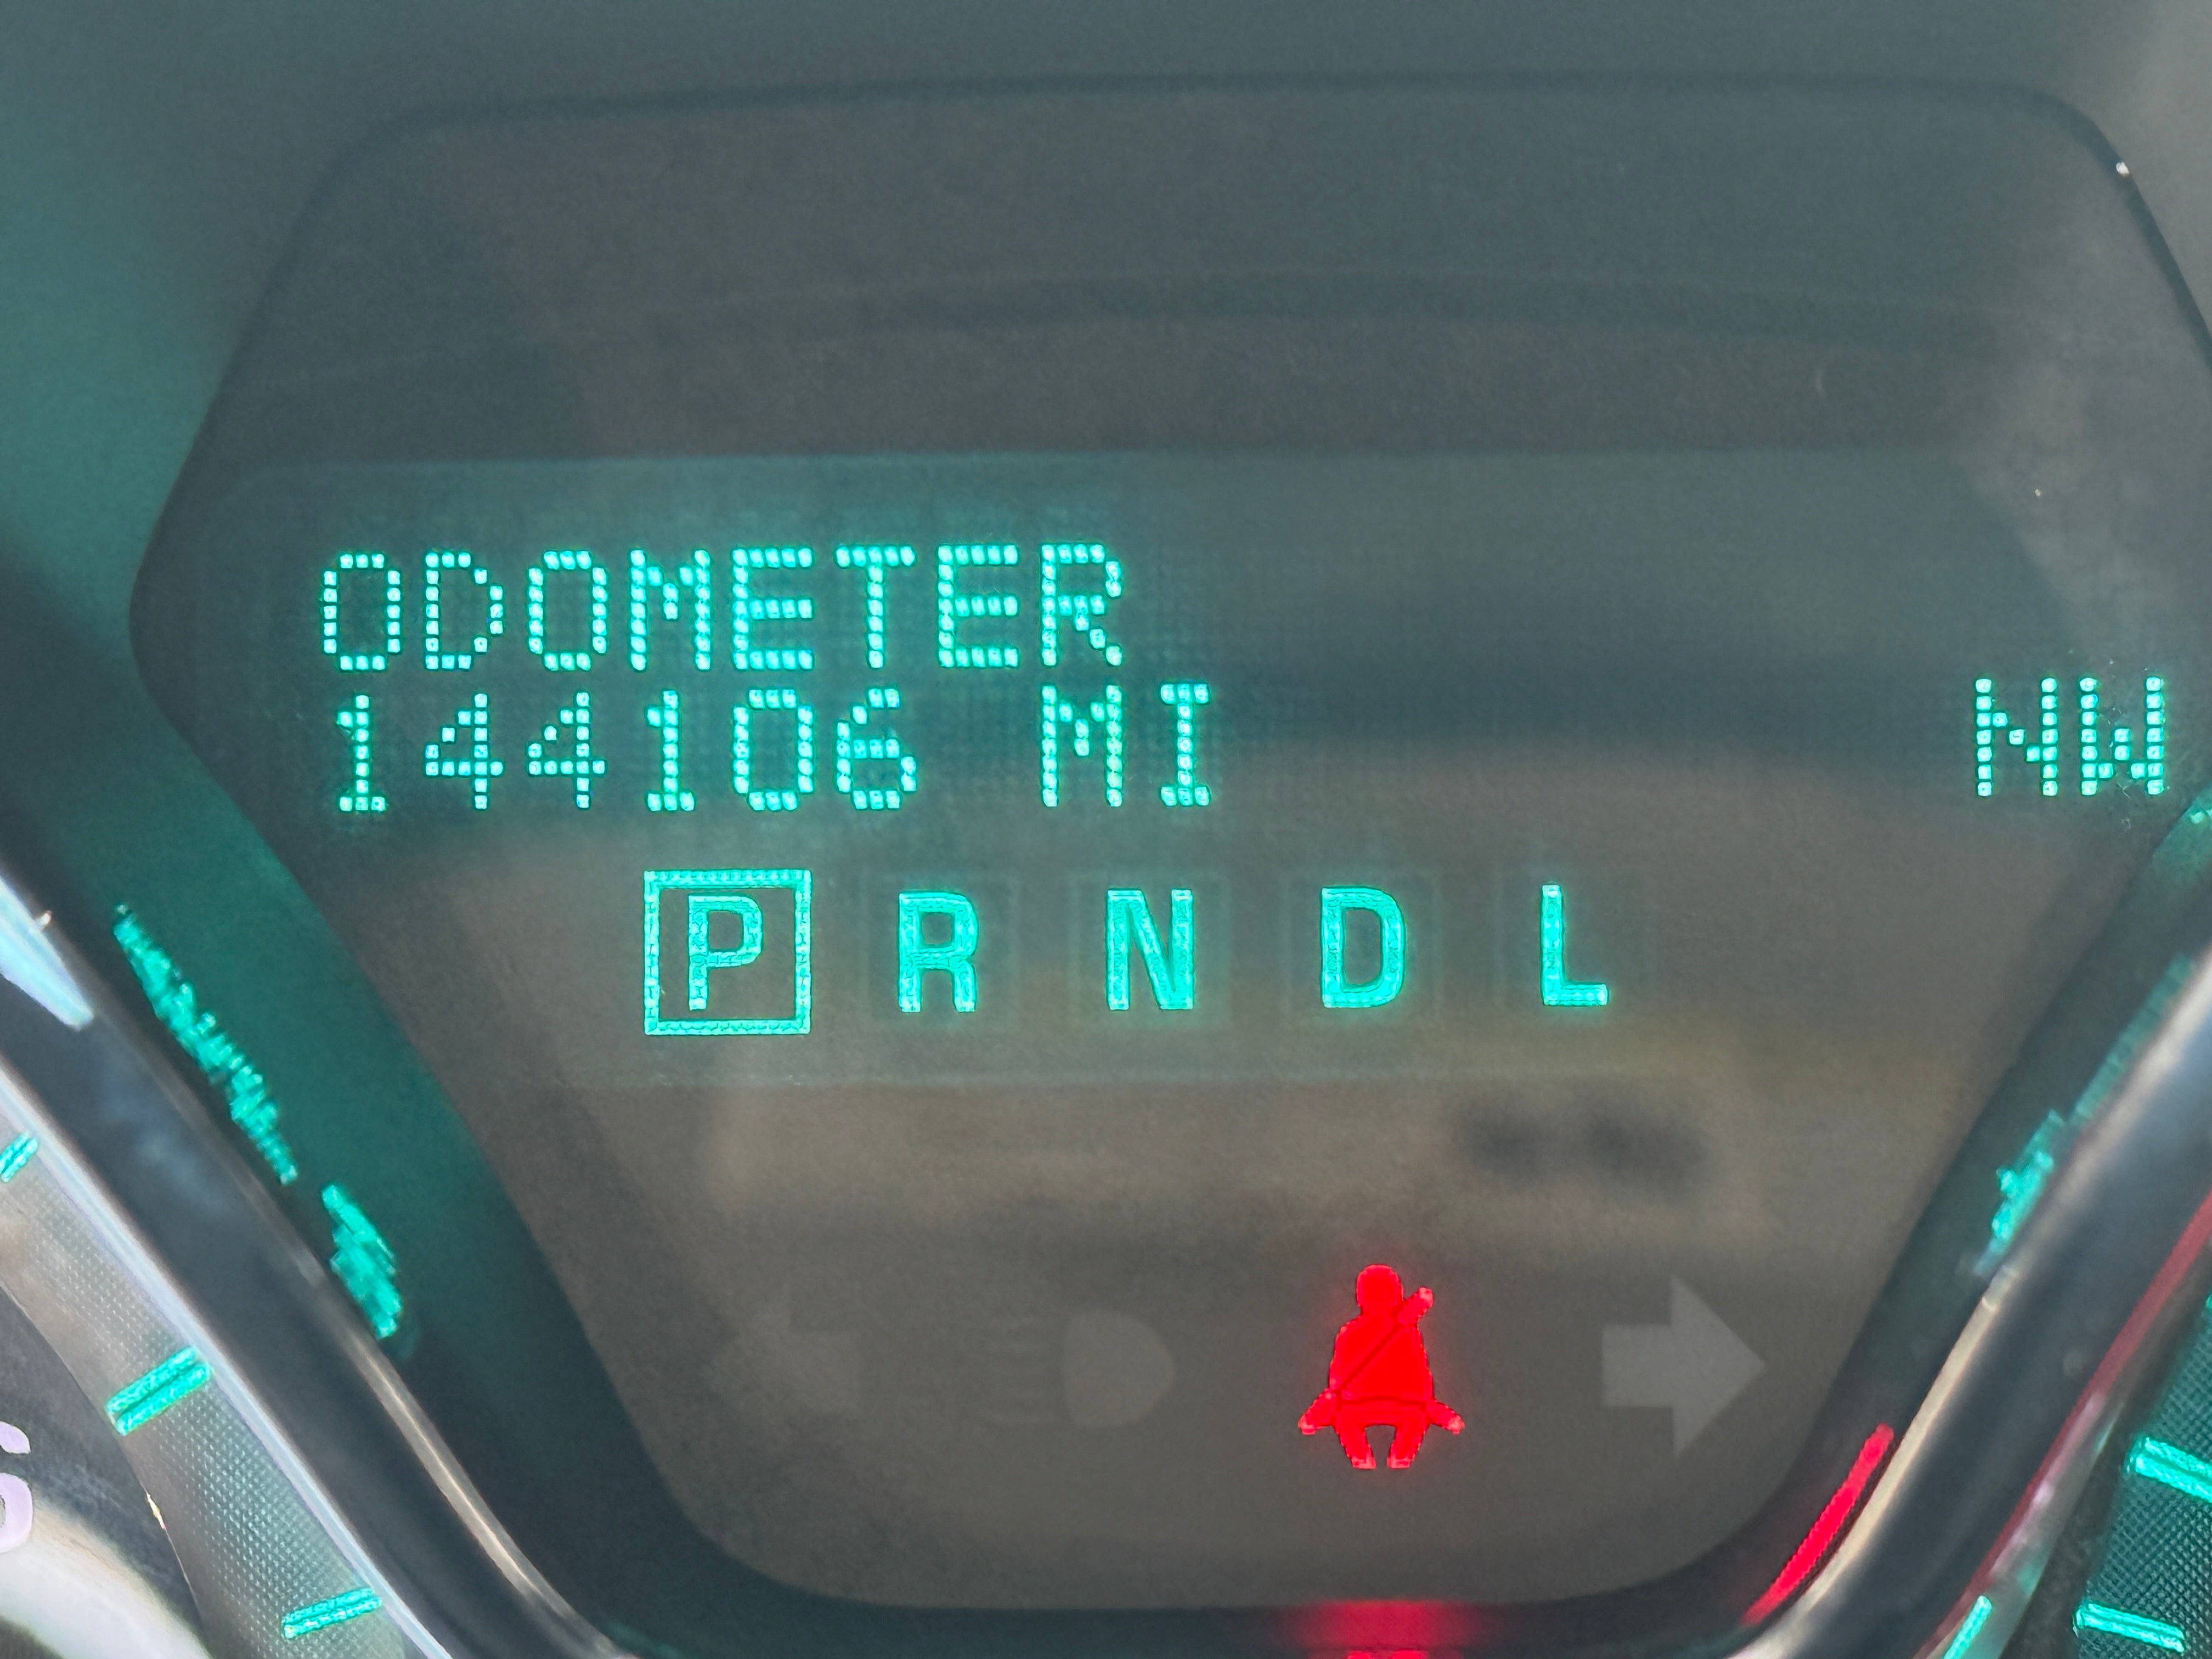 ODOMETER
144106 MI NW
P R N D L